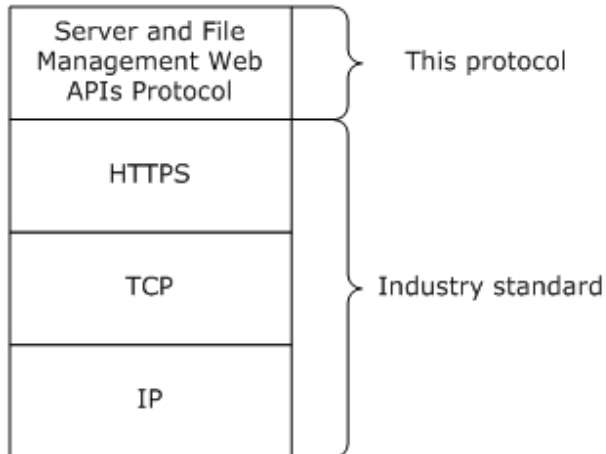 Server and File
Management Web
APIs Protocol
This protocol
HTTPS
TCP
Industry standard
IP